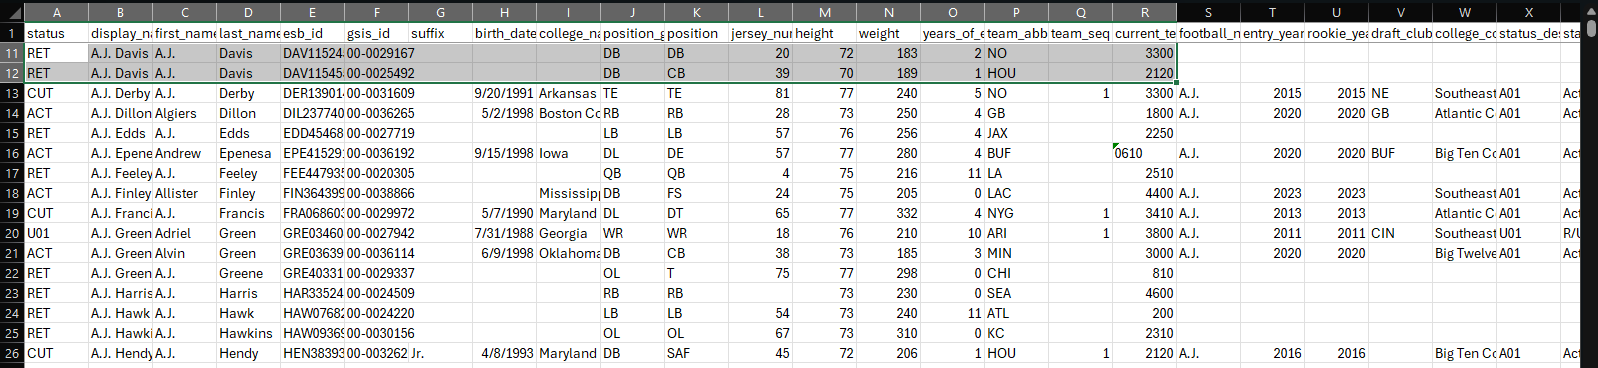 A B C D E F G H I J K L M N O P Q R S T U V W X
1 status display_n first_name last_name esb_id gsis_id suffix birth_date college_n position_g position jersey_nu height weight years_of_e team_abb team_seq current_te football_n entry_year rookie_yea draft_club college_co status_de sta
11 RET A.J. Davis A.J. Davis DAV11524 00-0029167 DB DB 20 72 183 2 NO 3300
12 RET A.J. Davis A.J. Davis DAV11545 00-0025492 DB CB 39 70 189 1 HOU 2120
13 CUT A.J. Derby A.J. Derby DER13901 00-0031609 9/20/1991 Arkansas TE TE 81 77 240 5 NO 1 3300 A.J. 2015 2015 NE Southeast A01 Act
14 ACT A.J. Dillon Algiers Dillon DIL237740 00-0036265 5/2/1998 Boston Co RB RB 28 73 250 4 GB 1800 A.J. 2020 2020 GB Atlantic C A01 Act
15 RET A.J. Edds A.J. Edds EDD45468 00-0027719 LB LB 57 76 256 4 JAX 2250
16 ACT A.J. Epene Andrew Epenesa EPE41529 00-0036192 9/15/1998 Iowa DL DE 57 77 280 4 BUF 0610 A.J. 2020 2020 BUF Big Ten Co A01 Act
17 RET A.J. Feeley A.J. Feeley FEE44793 00-0020305 QB QB 4 75 216 11 LA 2510
18 ACT A.J. Finley Allister Finley FIN364399 00-0038866 Mississipp DB FS 24 75 205 0 LAC 4400 A.J. 2023 2023 Southeast A01 Act
19 CUT A.J. Franci A.J. Francis FRA06860 00-0029972 5/7/1990 Maryland DL DT 65 77 332 4 NYG 1 3410 A.J. 2013 2013 Atlantic C A01 Act
20 U01 A.J. Green Adriel Green GRE03460 00-0027942 7/31/1988 Georgia WR WR 18 76 210 10 ARI 1 3800 A.J. 2011 2011 CIN Southeast U01 R/U
21 ACT A.J. Green Alvin Green GRE03639 00-0036114 6/9/1998 Oklahoma DB CB 38 73 185 3 MIN 3000 A.J. 2020 2020 Big Twelve A01 Act
22 RET A.J. Green A.J. Greene GRE40331 00-0029337 OL T 75 77 298 0 CHI 810
23 RET A.J. Harris A.J. Harris HAR33524 00-0024509 RB RB 73 230 0 SEA 4600
24 RET A.J. Hawk A.J. Hawk HAW0768 00-0024220 LB LB 54 73 240 11 ATL 200
25 RET A.J. Hawki A.J. Hawkins HAW0936 00-0030156 OL OL 67 73 310 0 KC 2310
26 CUT A.J. Hendy A.J. Hendy HEN38393 00-003262 Jr. 4/8/1993 Maryland DB SAF 45 72 206 1 HOU 1 2120 A.J. 2016 2016 Big Ten Co A01 Act